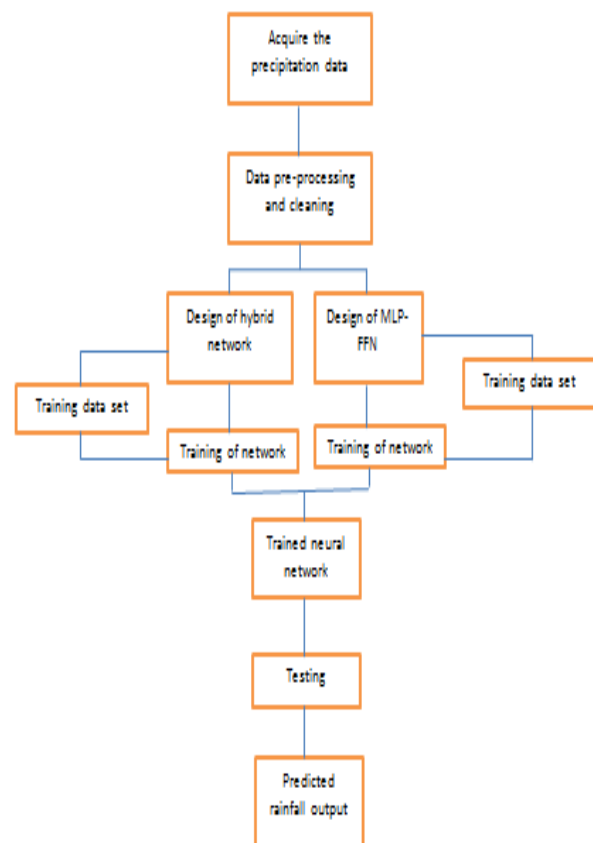 Acquire the
precipitation data
Data pre-processing
and cleaning
Design of hybrid
network
Design of MLP-
FFN
Training data set
Training data set
Training of network
Training of network
Trained neural
network
Testing
Predicted
rainfall output